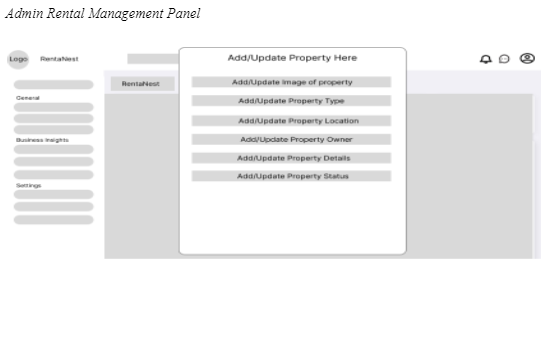 Admin Rental Management Panel
Add/Update Property Here
Logo RentaNest
RentaNest
Add/Update Image of property
General
Add/Update Property Type
Add/Update Property Location
Business Insights
Add/Update Property Owner
Add/Update Property Details
Add/Update Property Status
Settings